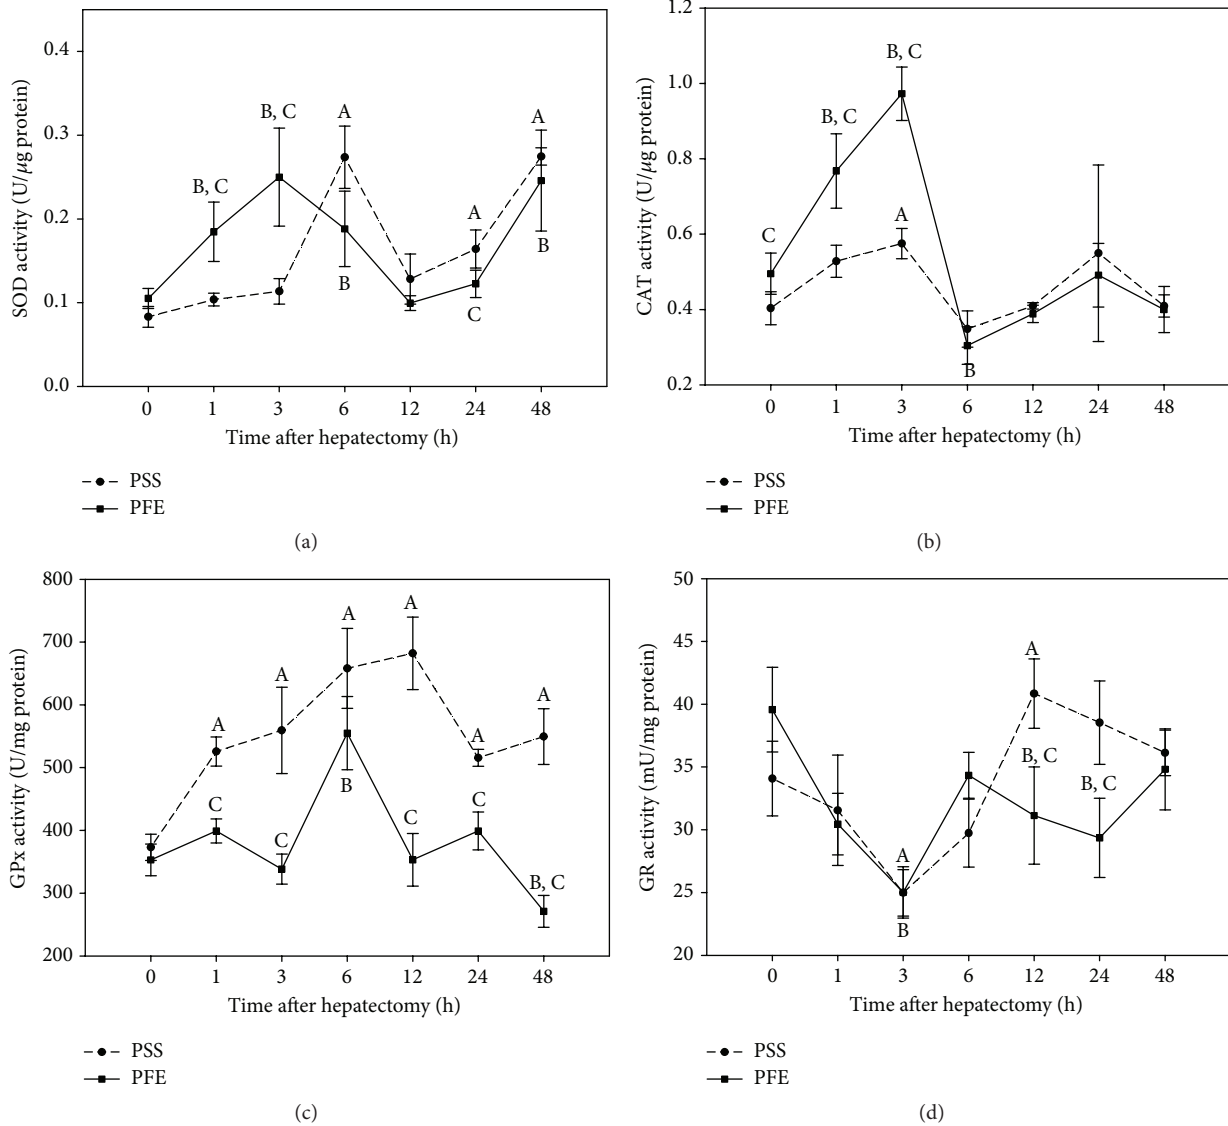 SOD activity (U/μg protein)
0.4
0.3
0.2
0.1
0.0
B, C
B, C
A
B
A
C
A
B
0 1 3 6 12 24 48
Time after hepatectomy (h)
PSS
PFE
(a)
CAT activity (U/μg protein)
1.2
1.0
0.8
0.6
0.4
0.2
C
B, C
B, C
A
B
0 1 3 6 12 24 48
Time after hepatectomy (h)
PSS
PFE
(b)
GPx activity (U/mg protein)
800
700
600
500
400
300
200
A
C
A
C
A
B
A
C
A
C
A
B, C
0 1 3 6 12 24 48
Time after hepatectomy (h)
PSS
PFE
(c)
GR activity (mU/mg protein)
50
45
40
35
30
25
20
A
B
A
B, C
B, C
0 1 3 6 12 24 48
Time after hepatectomy (h)
PSS
PFE
(d)